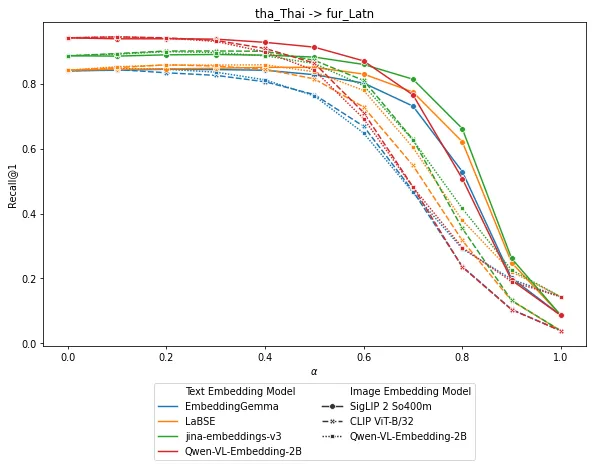 tha_Thai -> fur_Latn
Recall@1
0.8
0.6
0.4
0.2
0.0
0.0 0.2 0.4 0.6 0.8 1.0
α
Text Embedding Model
EmbeddingGemma
LaBSE
jina-embeddings-v3
Qwen-VL-Embedding-2B
Image Embedding Model
SigLIP 2 So400m
CLIP ViT-B/32
Qwen-VL-Embedding-2B